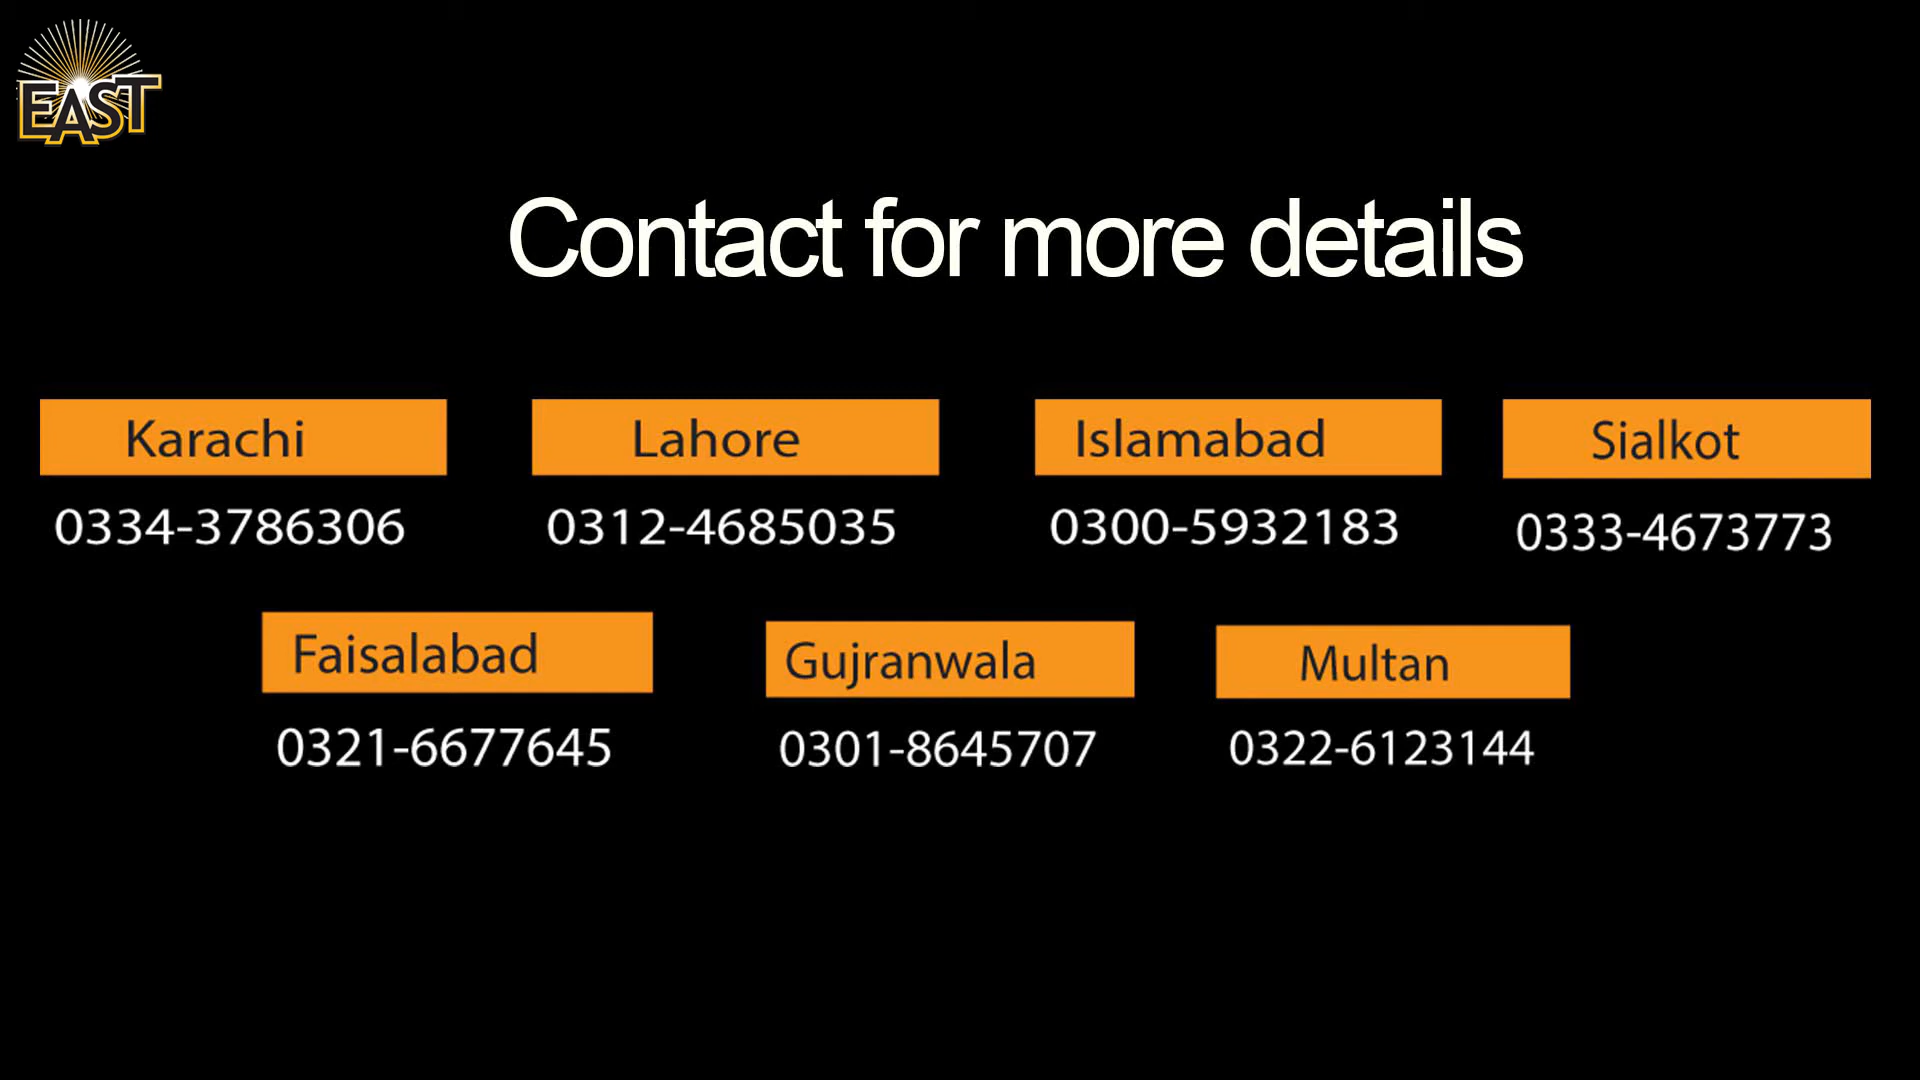 EAST
Contact for more details
Karachi
Lahore
Islamabad
Sialkot
0334-3786306
0312-4685035
0300-5932183
0333-4673773
Faisalabad
Gujranwala
Multan
0321-6677645
0301-8645707
0322-6123144